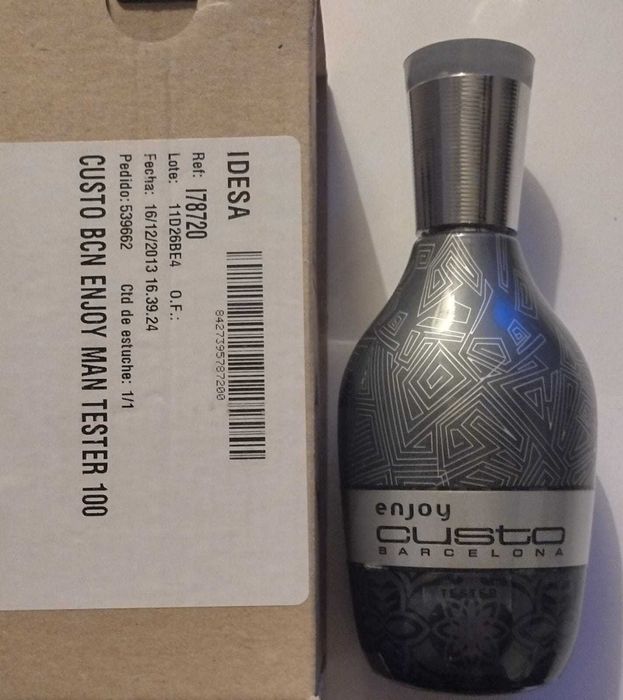 IDESA
8427395787200
Ref: I78720
Lote: 11D26BE4 O.F.:
Fecha: 16/12/2013 16.39.24
Pedido: 539662 Ctd de estuche: 1/1
CUSTO BCN ENJOY MAN TESTER 100
enjoy
custo
BARCELONA
TESTER